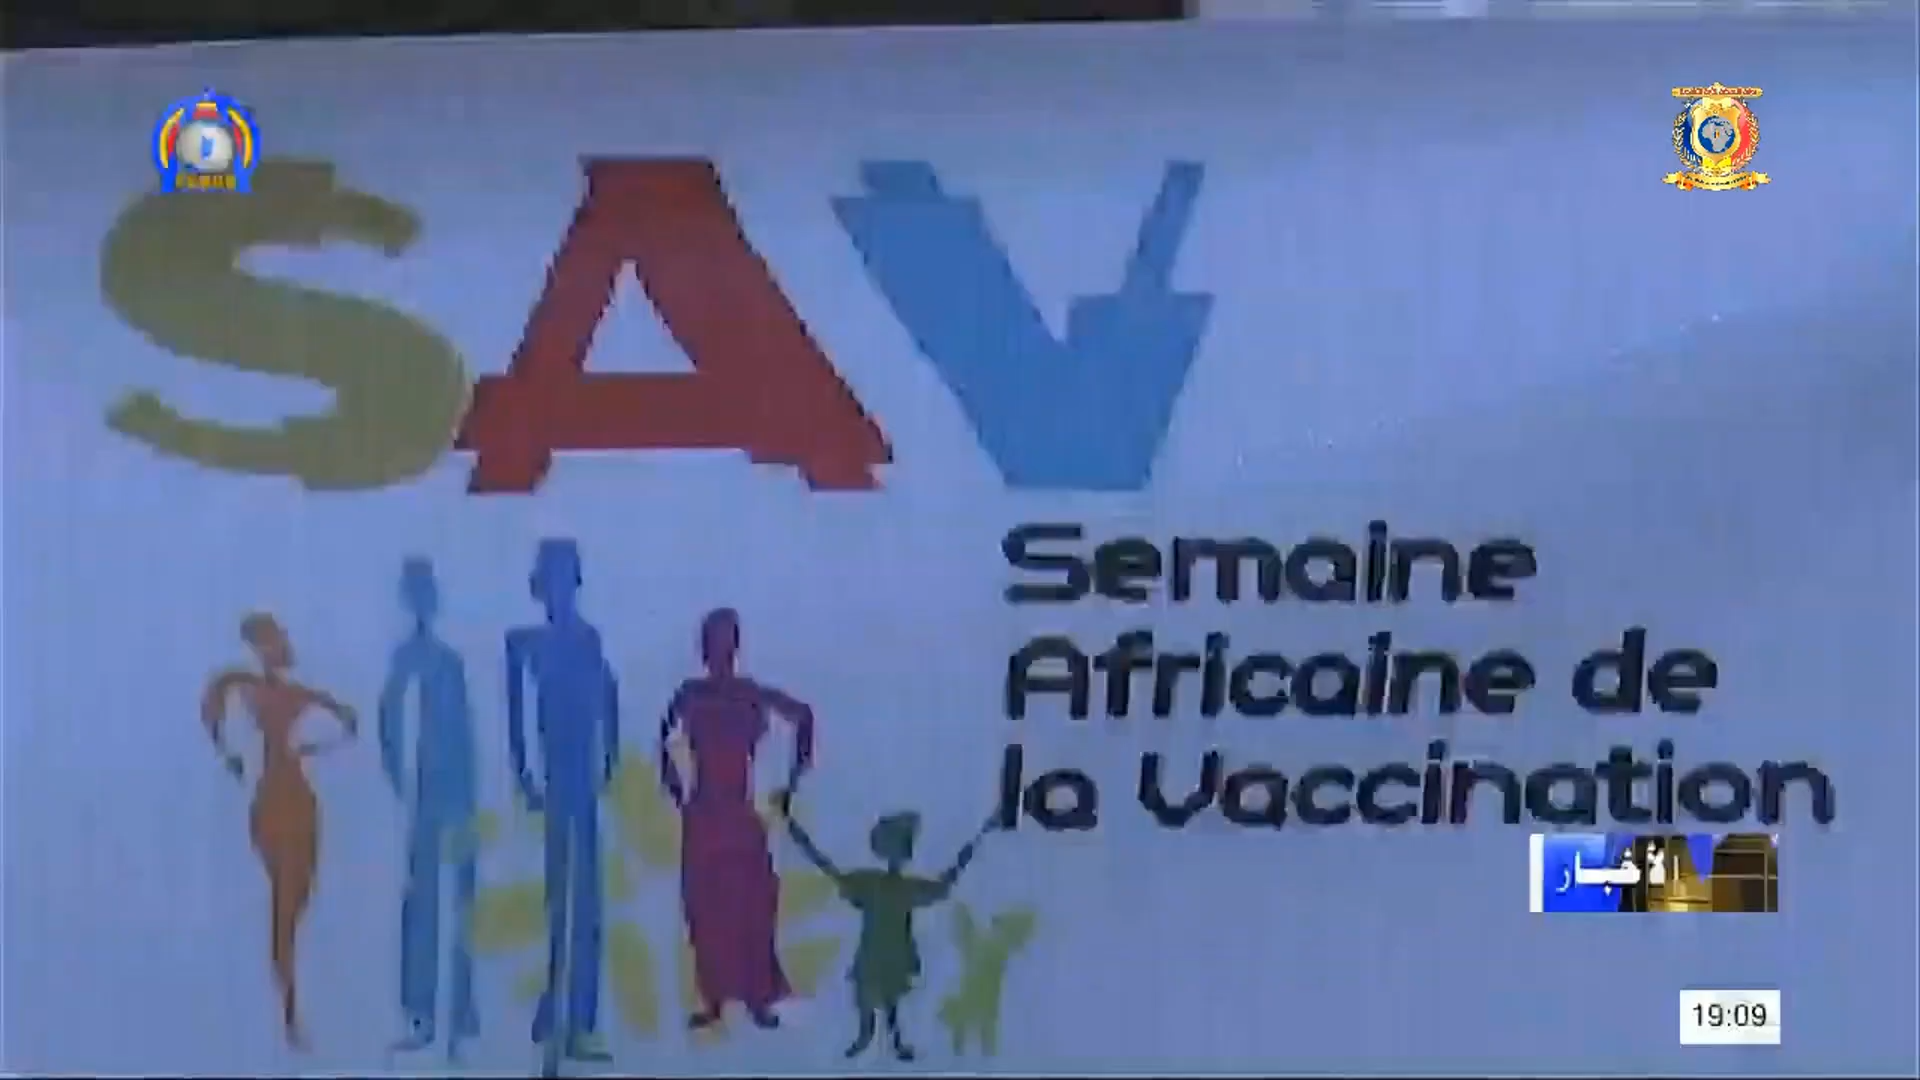 SAV
Semaine
Africaine de
la Vaccination
الأخبار
19:09